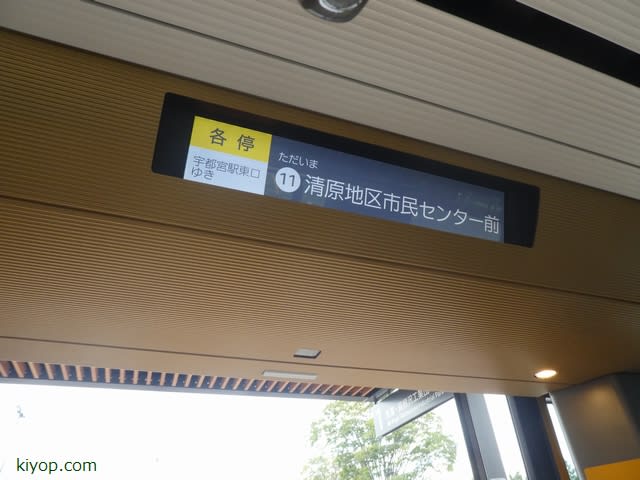 各停
宇都宮駅東口
ゆき
ただいま
11 清原地区市民センター前
kiyop.com